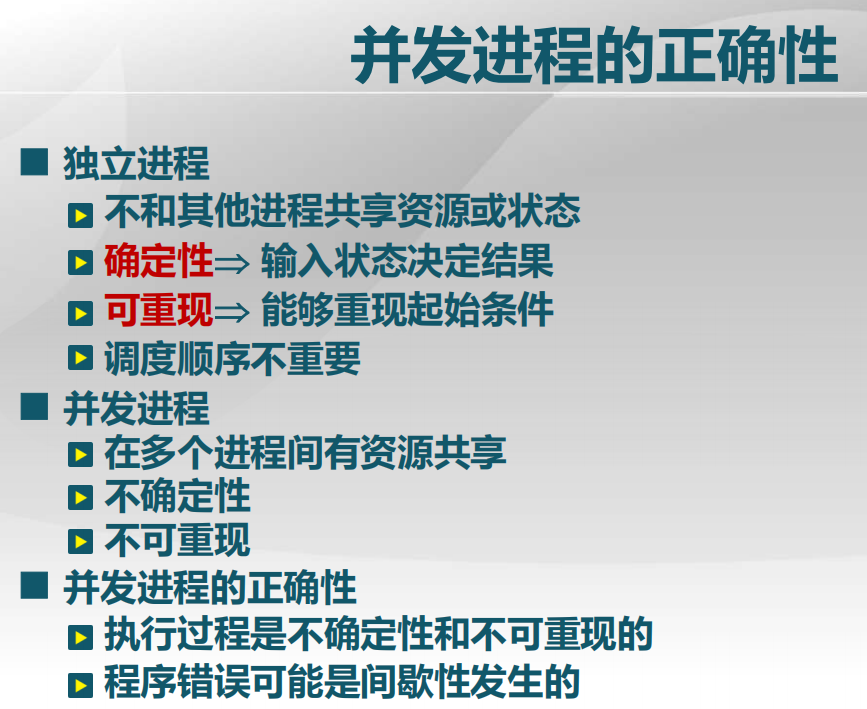 并发进程的正确性
独立进程
不和其他进程共享资源或状态
确定性⇒ 输入状态决定结果
可重现⇒ 能够重现起始条件
调度顺序不重要
并发进程
在多个进程间有资源共享
不确定性
不可重现
并发进程的正确性
执行过程是不确定性和不可重现的
程序错误可能是间歇性发生的